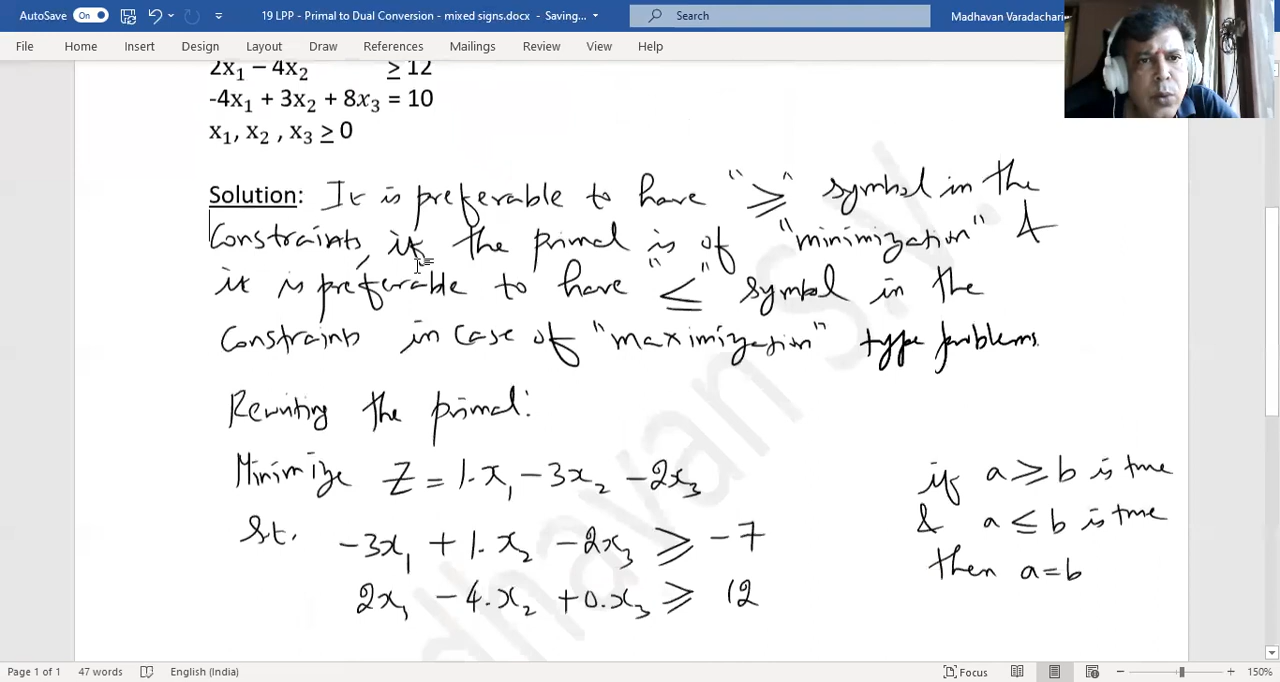 AutoSave On 19 LPP - Primal to Dual Conversion - mixed signs.docx - Saving... Search Madhavan Varadachari
File Home Insert Design Layout Draw References Mailings Review View Help
2x₁ – 4x₂ ≥ 12
-4x₁ + 3x₂ + 8x₃ = 10
x₁, x₂ , x₃ ≥ 0
Solution: It is preferable to have "≥" symbol in the
Constraints, if the primal is of "minimization" &
it is preferable to have "≤" symbol in the
Constraints in case of "maximization" type problems.
Rewriting the primal:
Minimize Z = 1.x₁ - 3x₂ - 2x₃
St. -3x₁ + 1.x₂ - 2x₃ ≥ -7
2x₁ - 4.x₂ + 0.x₃ ≥ 12
if a ≥ b is true
& a ≤ b is true
then a = b
Page 1 of 1 47 words English (India) Focus 150%